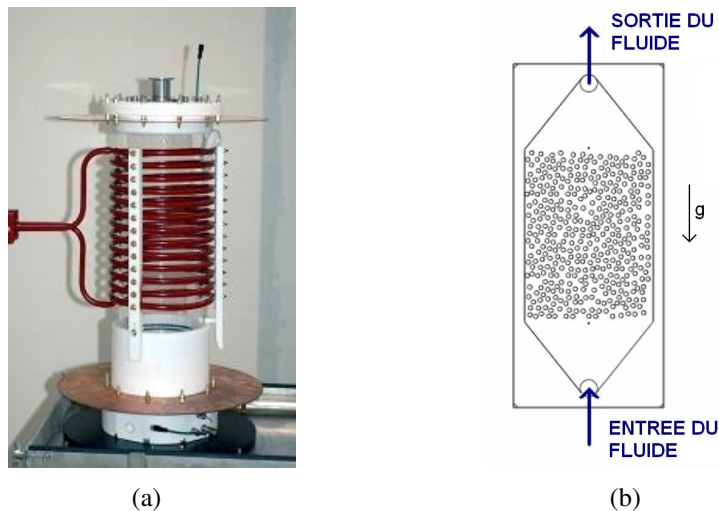 SORTIE DU
FLUIDE
g
ENTREE DU
FLUIDE
(a)
(b)